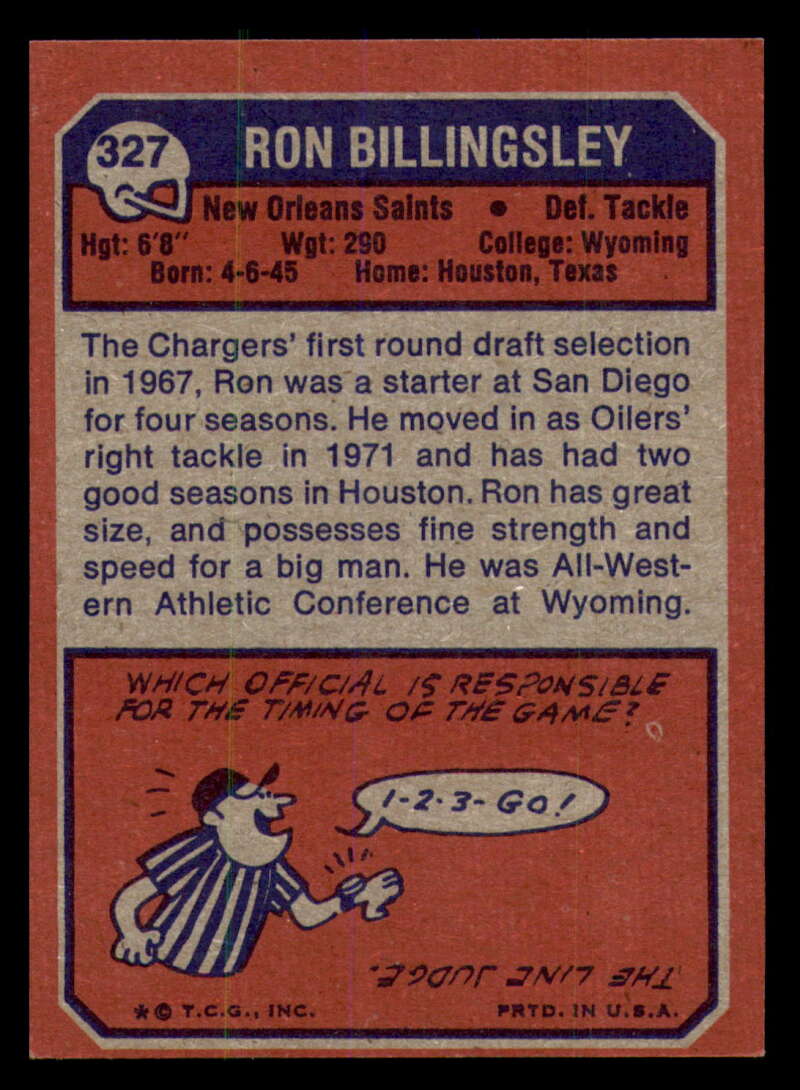 327
RON BILLINGSLEY
New Orleans Saints • Def. Tackle
Hgt: 6'8" Wgt: 290 College: Wyoming
Born: 4-6-45 Home: Houston, Texas
The Chargers' first round draft selection
in 1967, Ron was a starter at San Diego
for four seasons. He moved in as Oilers'
right tackle in 1971 and has had two
good seasons in Houston. Ron has great
size, and possesses fine strength and
speed for a big man. He was All-West-
ern Athletic Conference at Wyoming.
WHICH OFFICIAL IS RESPONSIBLE
FOR THE TIMING OF THE GAME?
1-2-3-GO!
THE LINE JUDGE.
*© T.C.G., INC. PRTD. IN U.S.A.